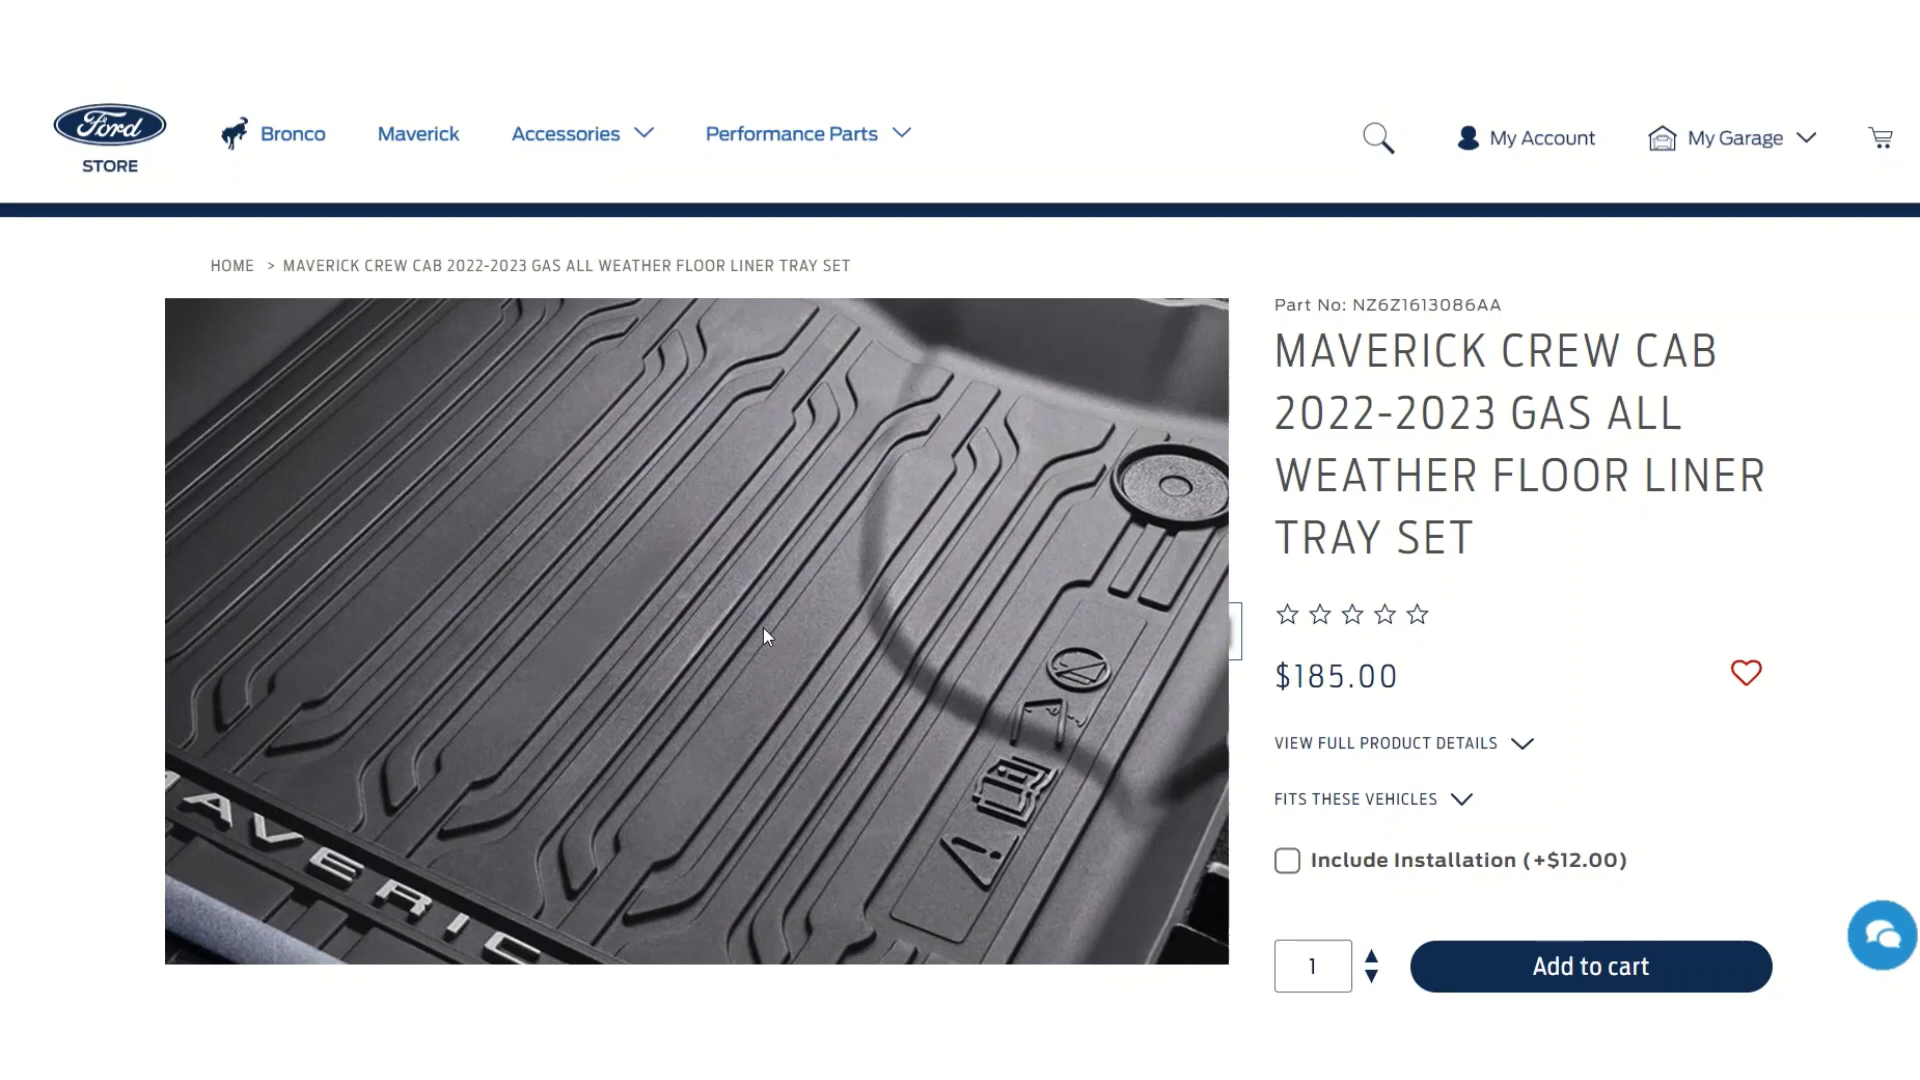 Ford
STORE
Bronco
Maverick
Accessories
Performance Parts
My Account
My Garage
HOME > MAVERICK CREW CAB 2022-2023 GAS ALL WEATHER FLOOR LINER TRAY SET
Part No: NZ6Z1613086AA
MAVERICK CREW CAB
2022-2023 GAS ALL
WEATHER FLOOR LINER
TRAY SET
$185.00
VIEW FULL PRODUCT DETAILS
FITS THESE VEHICLES
Include Installation (+$12.00)
1
Add to cart
AVERIC